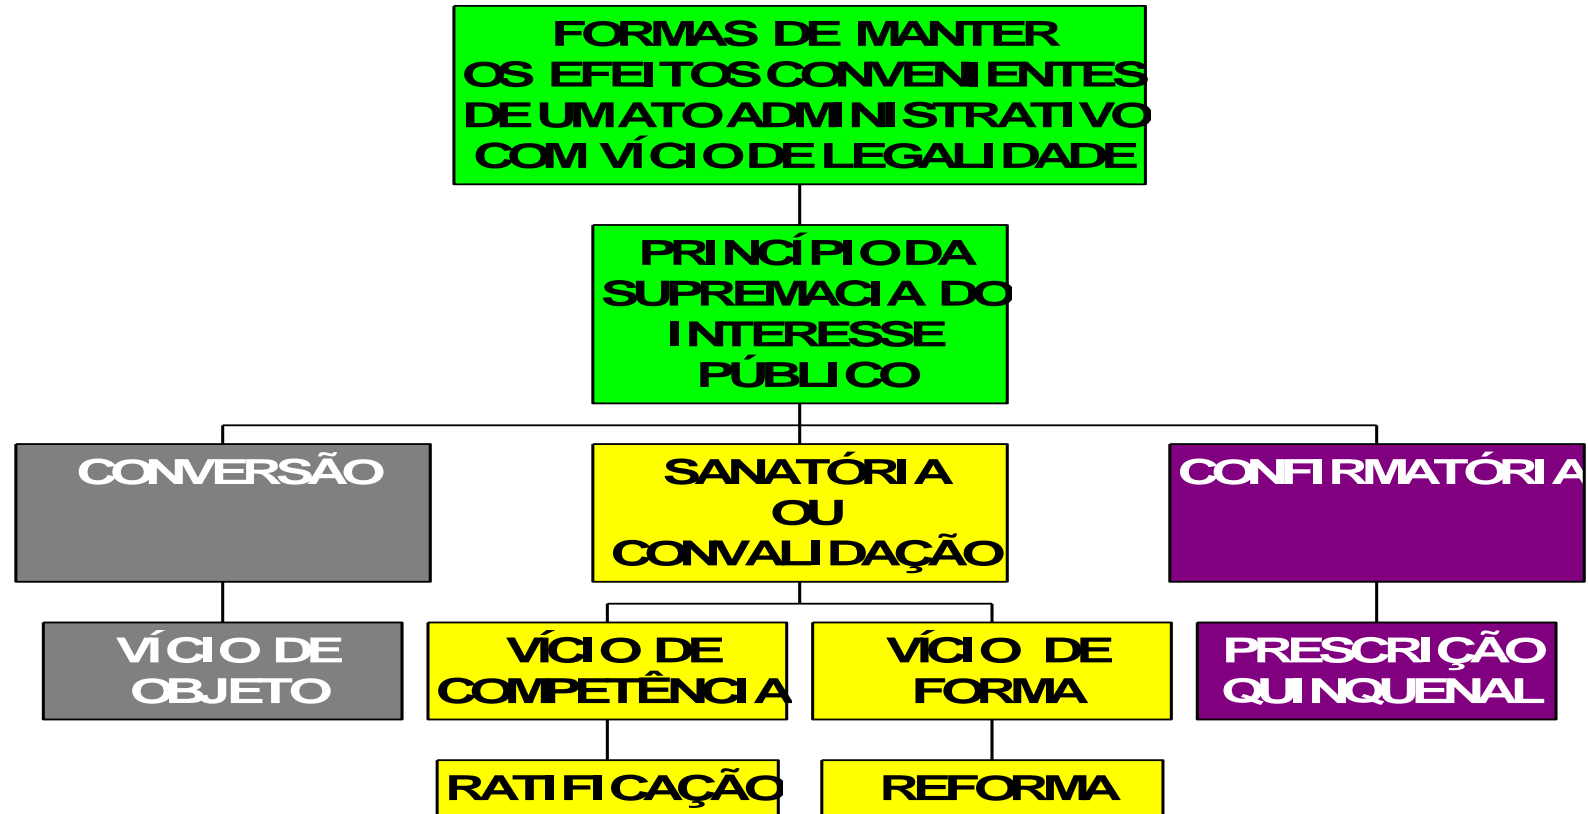 FORMAS DE MANTER
OS EFEITOS CONVENIENTES
DE UM ATO ADMINISTRATIVO
COM VÍCIO DE LEGALIDADE
PRINCÍPIO DA
SUPREMACIA DO
INTERESSE
PÚBLICO
CONVERSÃO
SANATÓRIA
OU
CONVALIDAÇÃO
CONFIRMATÓRIA
VÍCIO DE
OBJETO
VÍCIO DE
COMPETÊNCIA
VÍCIO DE
FORMA
PRESCRIÇÃO
QUINQUENAL
RATIFICAÇÃO
REFORMA